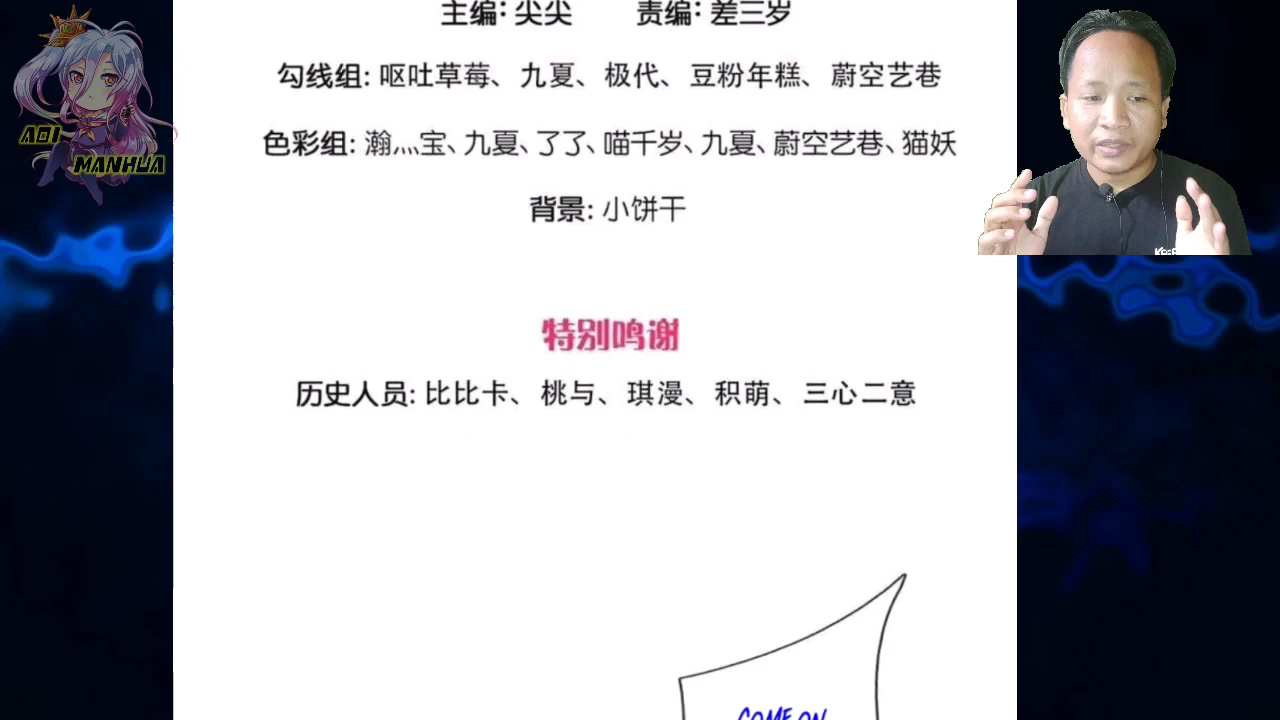 主编: 尖尖 责编: 差三岁
勾线组: 呕吐草莓、九夏、极代、豆粉年糕、蔚空艺巷
色彩组: 瀚灬宝、九夏、了了、喵千岁、九夏、蔚空艺巷、猫妖
背景: 小饼干
特别鸣谢
历史人员: 比比卡、桃与、琪漫、积萌、三心二意
AOI
MANHUA
COME ON